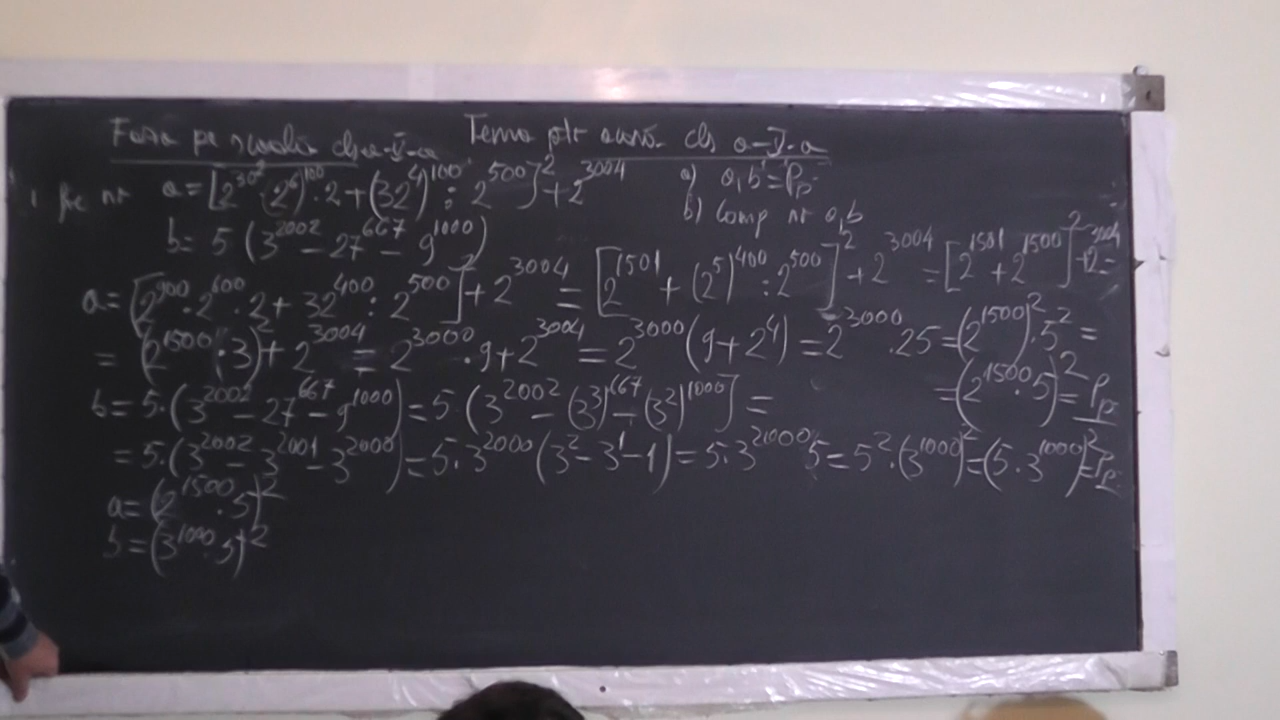 Faza pe școală cls a-V-a Tema ptr acasă cls a-V-a
1 Fie nr a = [2^30² · (2^6)^100 · 2 + (32^4)^100 : 2^500]^2 + 2^3004 a) a,b = Pp.
b = 5 (3^2002 - 27^667 - 9^1000) b) Comp nr a,b
a = [2^900 · 2^600 · 2 + 32^400 : 2^500]^2 + 2^3004 = [2^1501 + (2^5)^400 : 2^500]^2 + 2^3004 = [2^1501 + 2^1500]^2 + 2^3004 =
= (2^1500 · 3)^2 + 2^3004 = 2^3000 · 9 + 2^3004 = 2^3000 (9 + 2^4) = 2^3000 · 25 = (2^1500)^2 · 5^2 =
= (2^1500 · 5)^2 = Pp
b = 5 · (3^2002 - 27^667 - 9^1000) = 5 · (3^2002 - (3^3)^667 - (3^2)^1000] =
= 5 · (3^2002 - 3^2001 - 3^2000) = 5 · 3^2000 (3^2 - 3^1 - 1) = 5 · 3^2000 · 5 = 5^2 · (3^1000)^2 = (5 · 3^1000)^2 = Pp
a = (2^1500 · 5)^2
b = (3^1000 · 5)^2